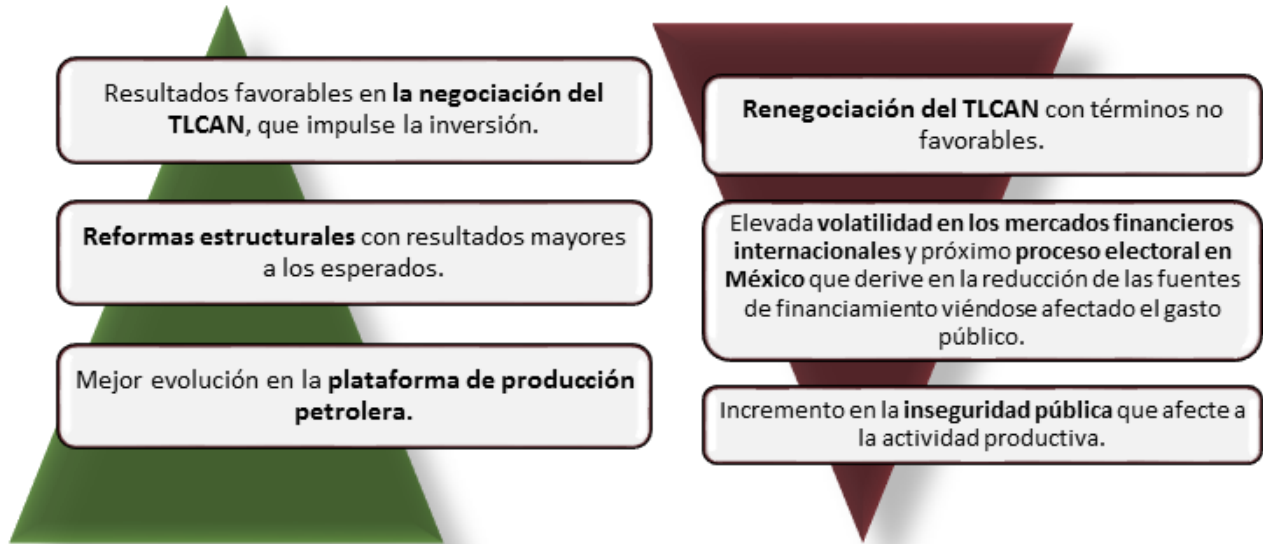 Resultados favorables en la negociación del
TLCAN, que impulse la inversión.
Reformas estructurales con resultados mayores
a los esperados.
Mejor evolución en la plataforma de producción
petrolera.
Renegociación del TLCAN con términos no
favorables.
Elevada volatilidad en los mercados financieros
internacionales y próximo proceso electoral en
México que derive en la reducción de las fuentes
de financiamiento viéndose afectado el gasto
público.
Incremento en la inseguridad pública que afecte a
la actividad productiva.